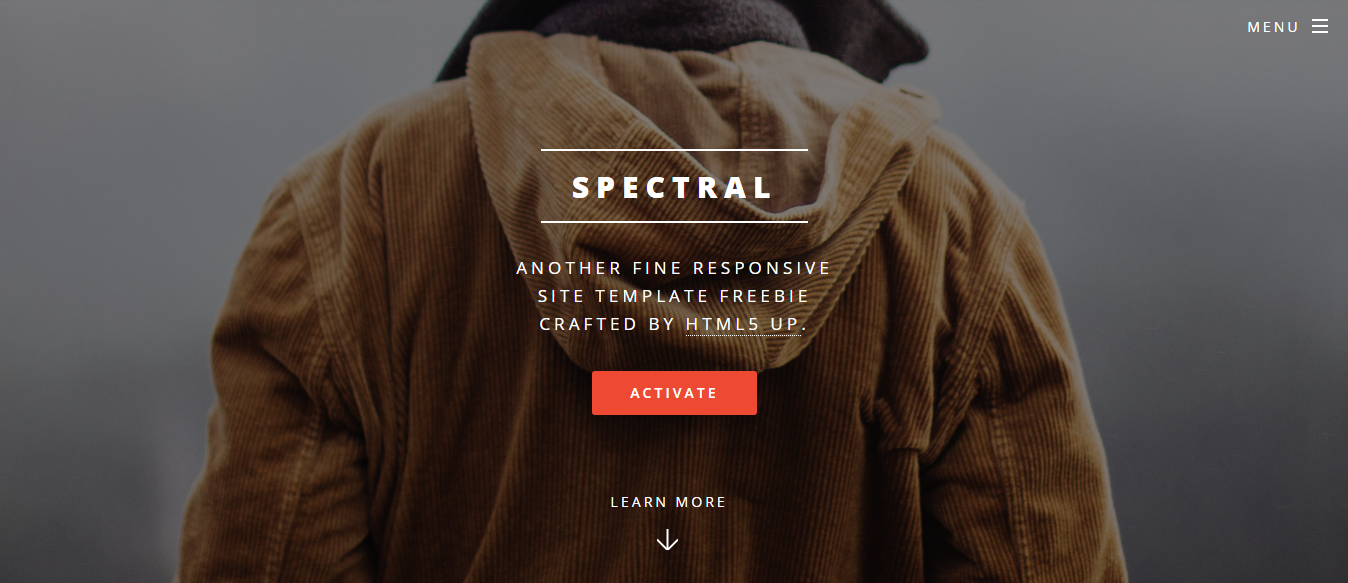 MENU
SPECTRAL
ANOTHER FINE RESPONSIVE
SITE TEMPLATE FREEBIE
CRAFTED BY HTML5 UP.
ACTIVATE
LEARN MORE